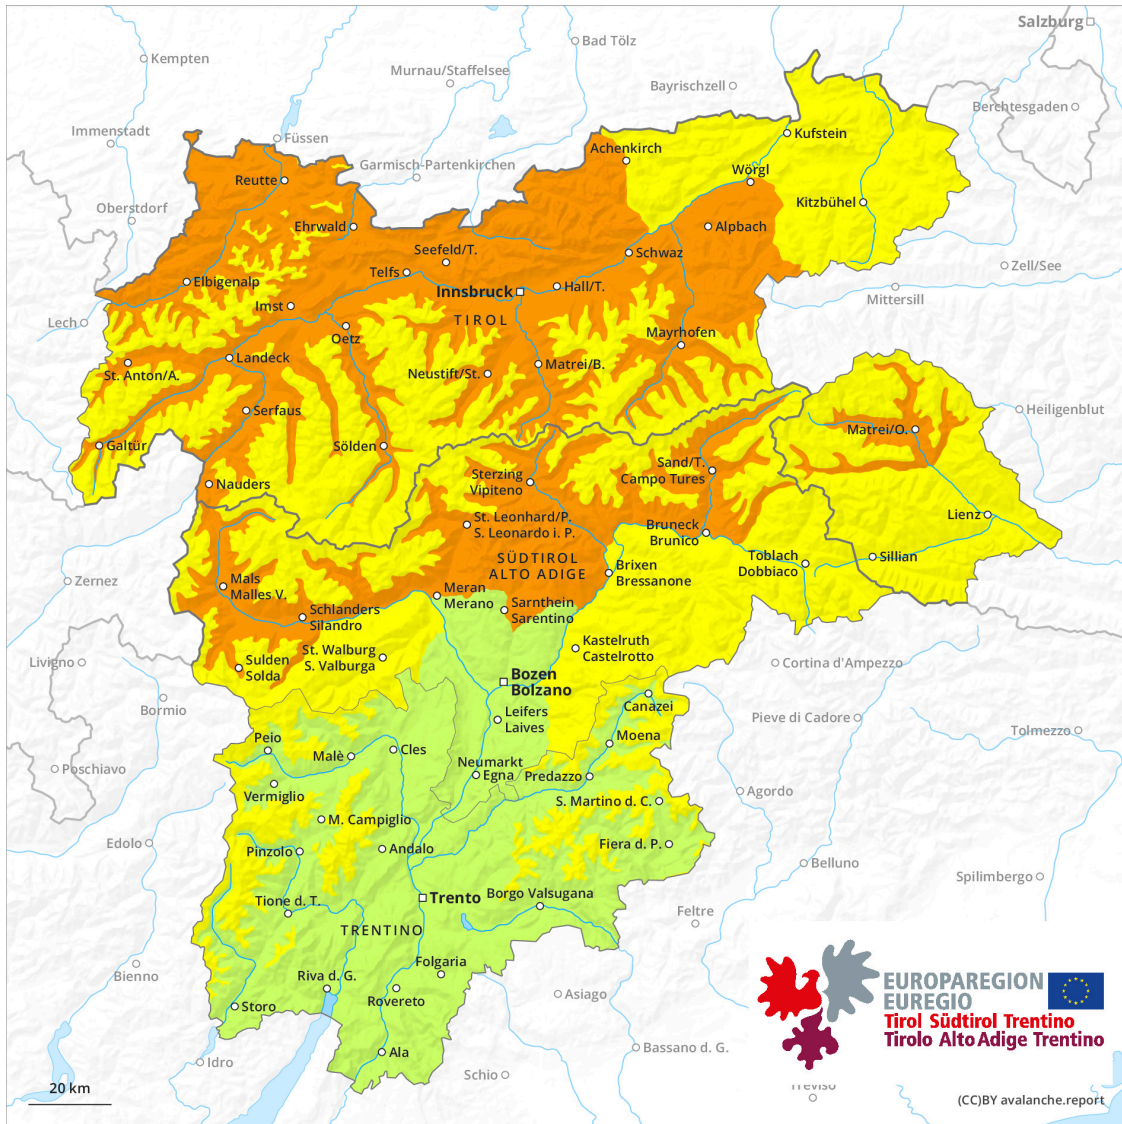 Salzburg
Bad Tölz
Kempten
Murnau/Staffelsee
Bayrischzell
Berchtesgaden
Immenstadt
Füssen
Kufstein
Achenkirch
Garmisch-Partenkirchen
Wörgl
Reutte
Kitzbühel
Oberstdorf
Ehrwald
Alpbach
Seefeld/T.
Schwaz
Zell/See
Telfs
Elbigenalp
Hall/T.
Innsbruck
Mittersill
Imst
Lech
TIROL
Mayrhofen
Oetz
Landeck
Matrei/B.
St. Anton/A.
Neustift/St.
Serfaus
Heiligenblut
Matrei/O.
Galtür
Sölden
Sand/T.
Campo Tures
Sterzing
Vipiteno
Nauders
St. Leonhard/P.
S. Leonardo i. P.
Lienz
Bruneck
Brunico
SÜDTIROL
ALTO ADIGE
Toblach
Dobbiaco
Sillian
Brixen
Bressanone
Zernez
Mals
Malles V.
Meran
Merano
Sarnthein
Sarentino
Schlanders
Silandro
Kastelruth
Castelrotto
St. Walburg
S. Valburga
Livigno
Sulden
Solda
Cortina d'Ampezzo
Bozen
Bolzano
Bormio
Canazei
Leifers
Laives
Pieve di Cadore
Tolmezzo
Peio
Moena
Cles
Malè
Neumarkt
Egna
Predazzo
Poschiavo
Vermiglio
Agordo
S. Martino d. C.
M. Campiglio
Edolo
Pinzolo
Andalo
Fiera d. P.
Belluno
Spilimbergo
Trento
Borgo Valsugana
Tione d. T.
Feltre
TRENTINO
Folgaria
Bienno
Riva d. G.
Rovereto
Asiago
Storo
EUROPAREGION
EUREGIO
Tirol Südtirol Trentino
Tirolo Alto Adige Trentino
Ala
Bassano d. G.
Idro
Schio
Treviso
20 km
(CC)BY avalanche.report